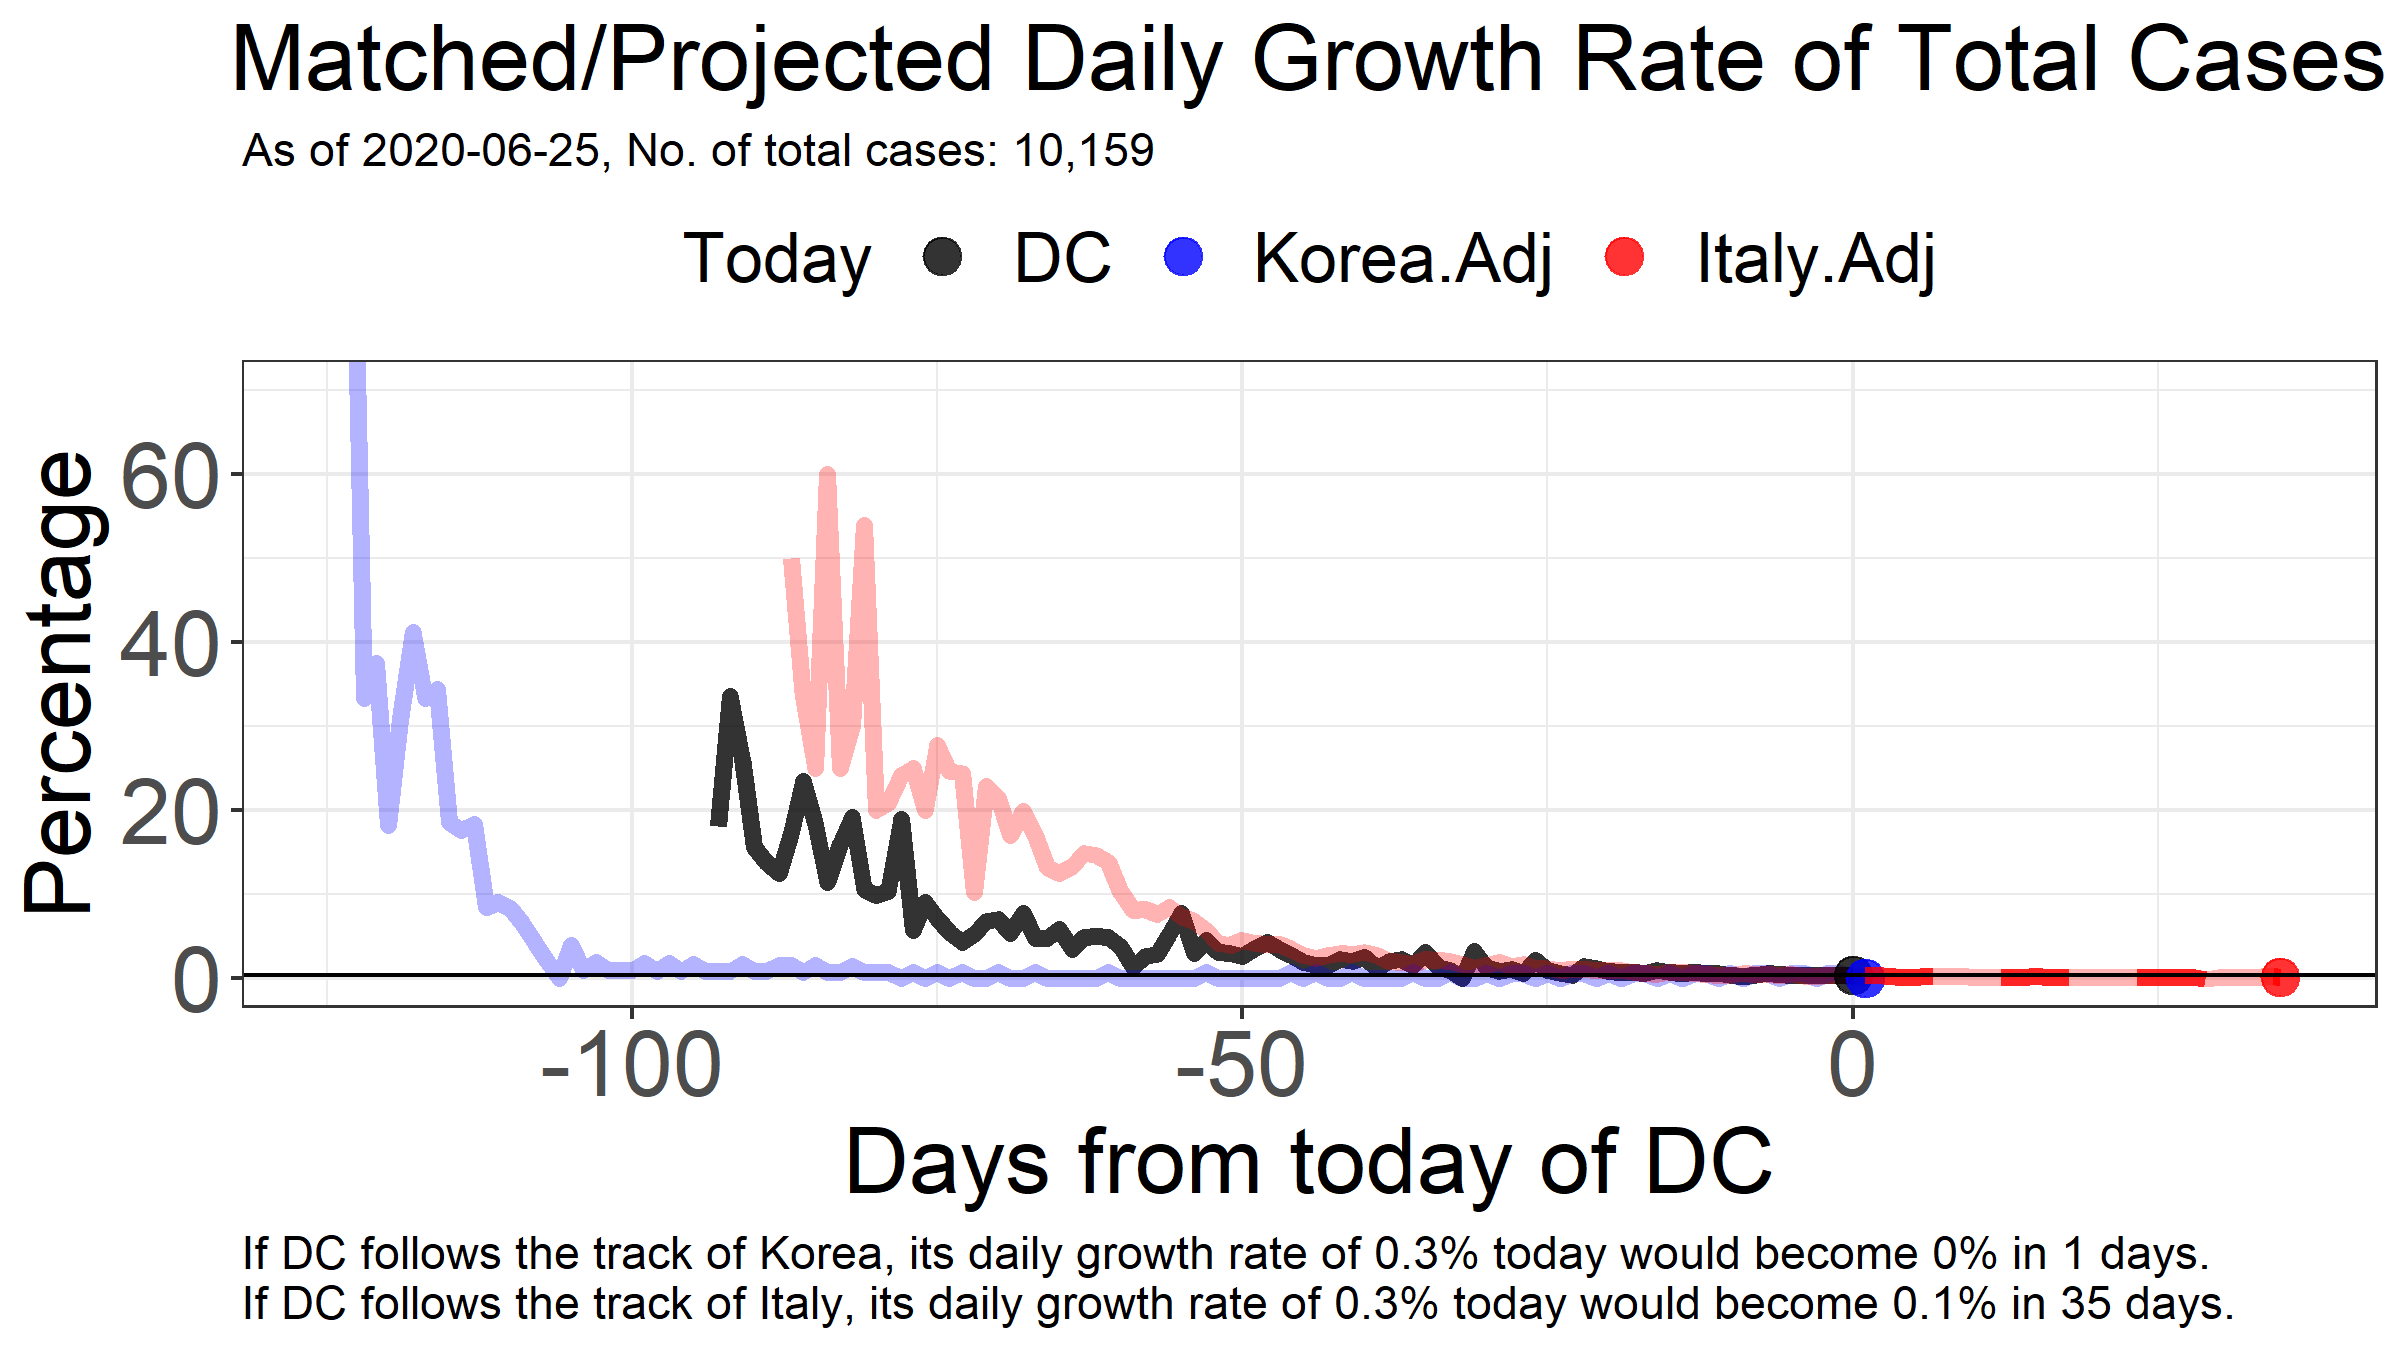 Matched/Projected Daily Growth Rate of Total Cases
As of 2020-06-25, No. of total cases: 10,159
Today DC Korea.Adj Italy.Adj
Percentage
60
40
20
0
-100 -50 0
Days from today of DC
If DC follows the track of Korea, its daily growth rate of 0.3% today would become 0% in 1 days.
If DC follows the track of Italy, its daily growth rate of 0.3% today would become 0.1% in 35 days.